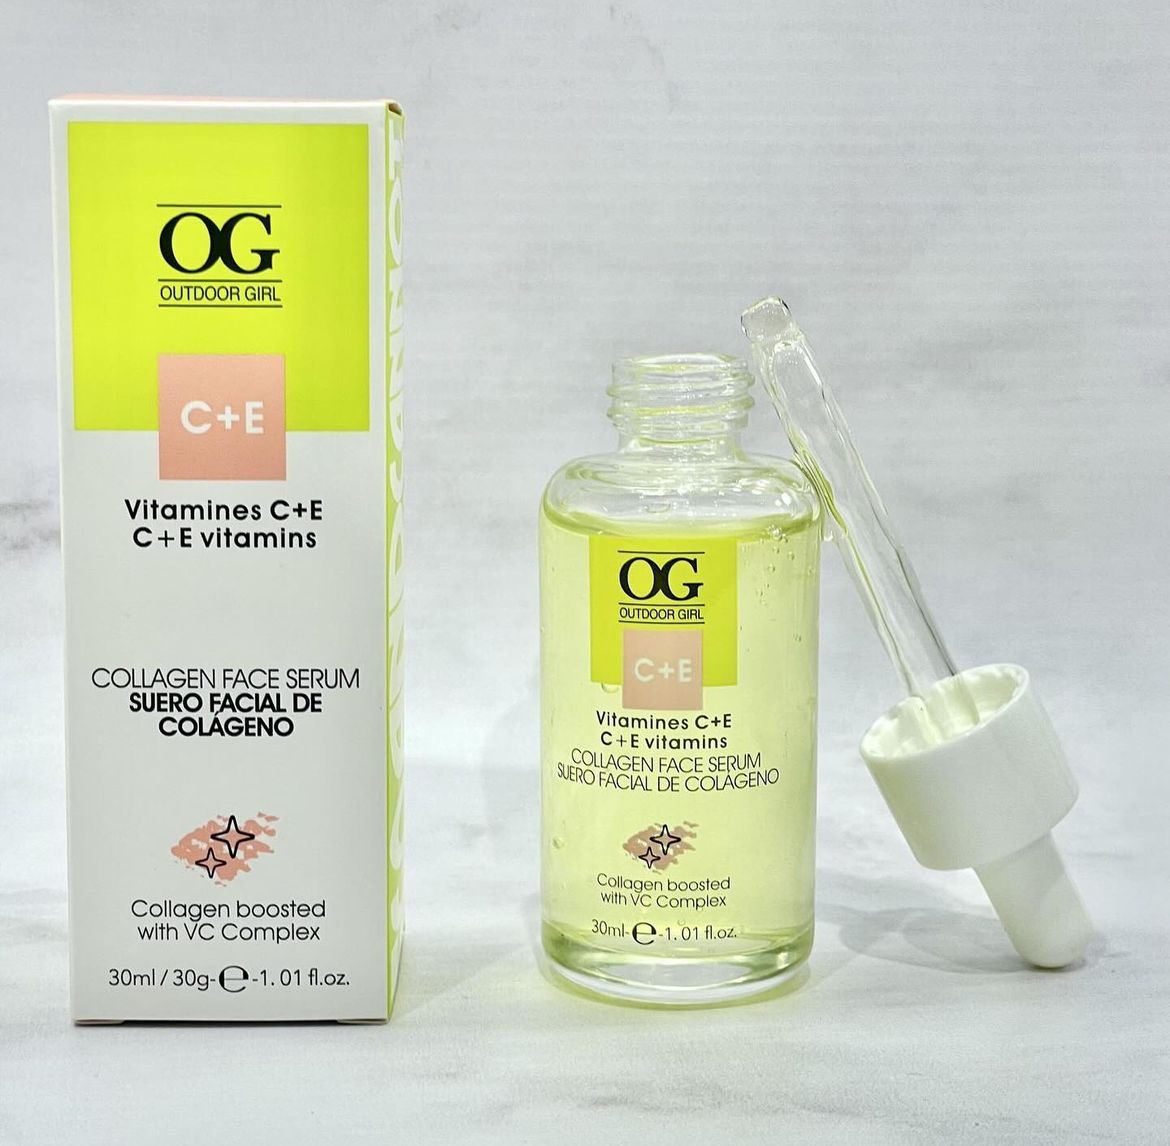 OG
OUTDOOR GIRL
C+E
Vitamines C+E
C+E vitamins
COLLAGEN FACE SERUM
SUERO FACIAL DE
COLÁGENO
Collagen boosted
with VC Complex
30ml / 30g-℮-1. 01 fl.oz.
OG
OUTDOOR GIRL
C+E
Vitamines C+E
C+E vitamins
COLLAGEN FACE SERUM
SUERO FACIAL DE COLÁGENO
Collagen boosted
with VC Complex
30ml-℮-1. 01 fl.oz.